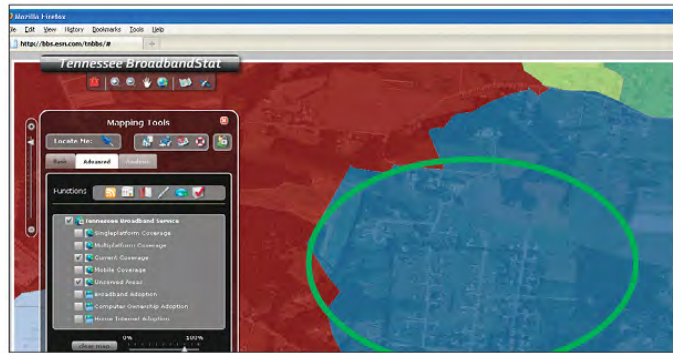 Mozilla Firefox
Edit View History Bookmarks Tools Help
http://bbs.esri.com/tnbbs/#
Tennessee BroadbandStat
Mapping Tools
Locate Me:
Basic Advanced Analysis
Functions
Tennessee Broadband Service
Singleplatform Coverage
Multiplatform Coverage
Current Coverage
Mobile Coverage
Unserved Areas
Broadband Adoption
Computer Ownership Adoption
Home Internet Adoption
0% 100%
clear map